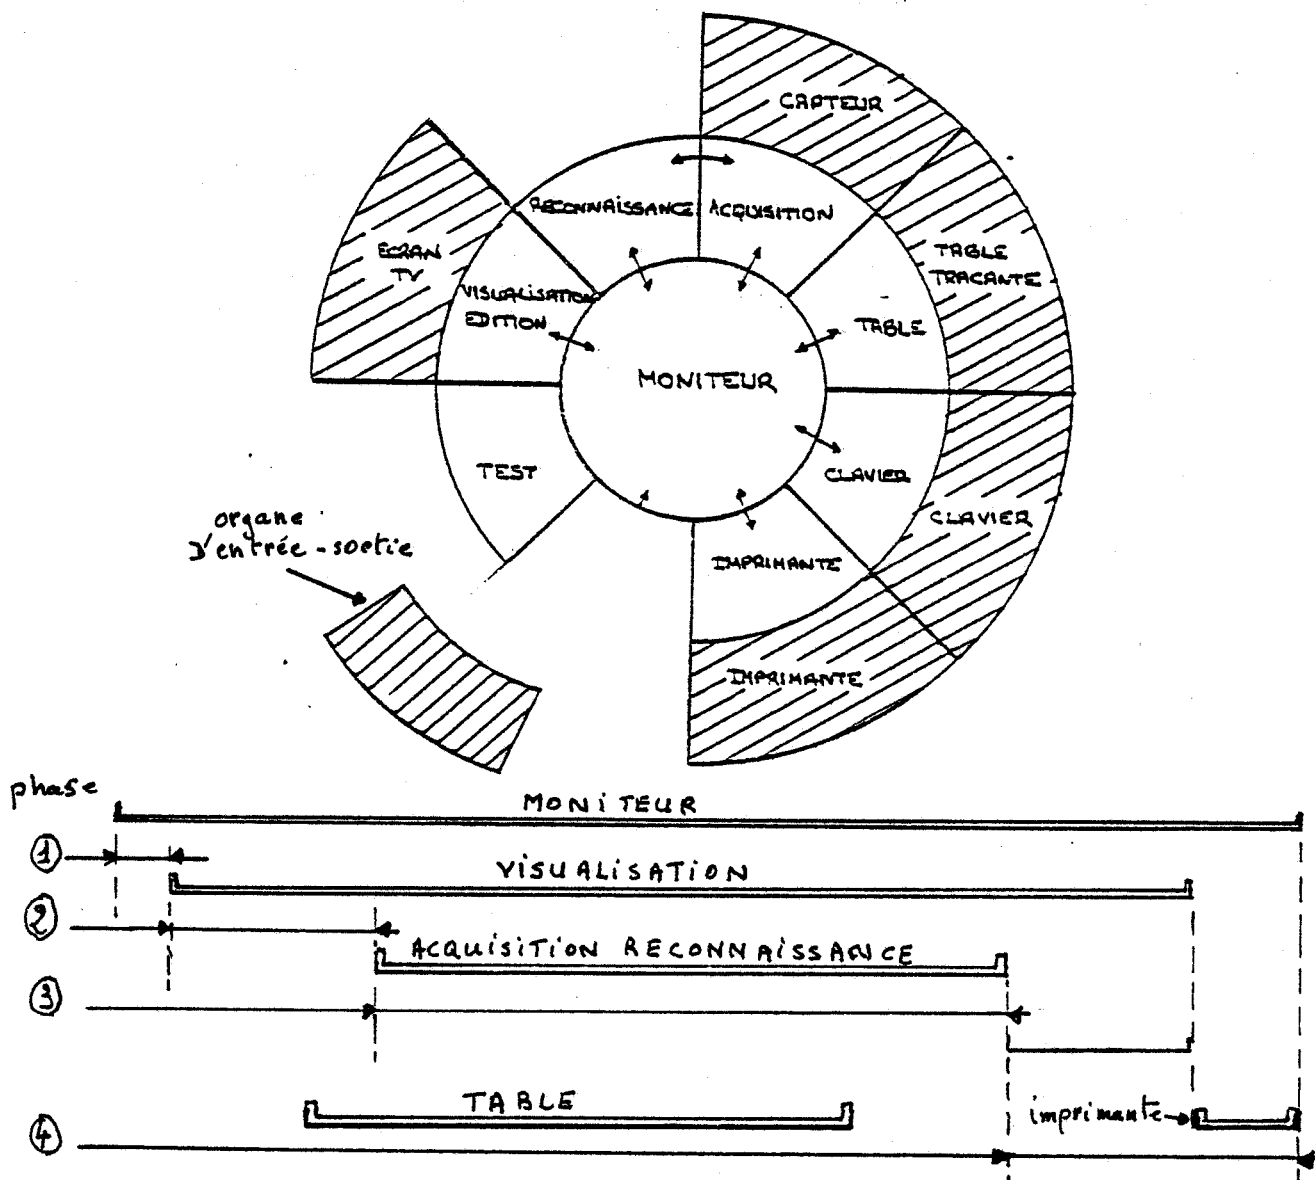 CAPTEUR
RECONNAISSANCE
ACQUISITION
ECRAN
TV
TABLE
TRACANTE
VISUALISATION
EDITION
TABLE
MONITEUR
TEST
CLAVIER
CLAVIER
organe
D'entrée-sortie
IMPRIMANTE
IMPRIMANTE
phase
MONITEUR
1
VISUALISATION
2
ACQUISITION RECONNAISSANCE
3
TABLE
imprimante
4